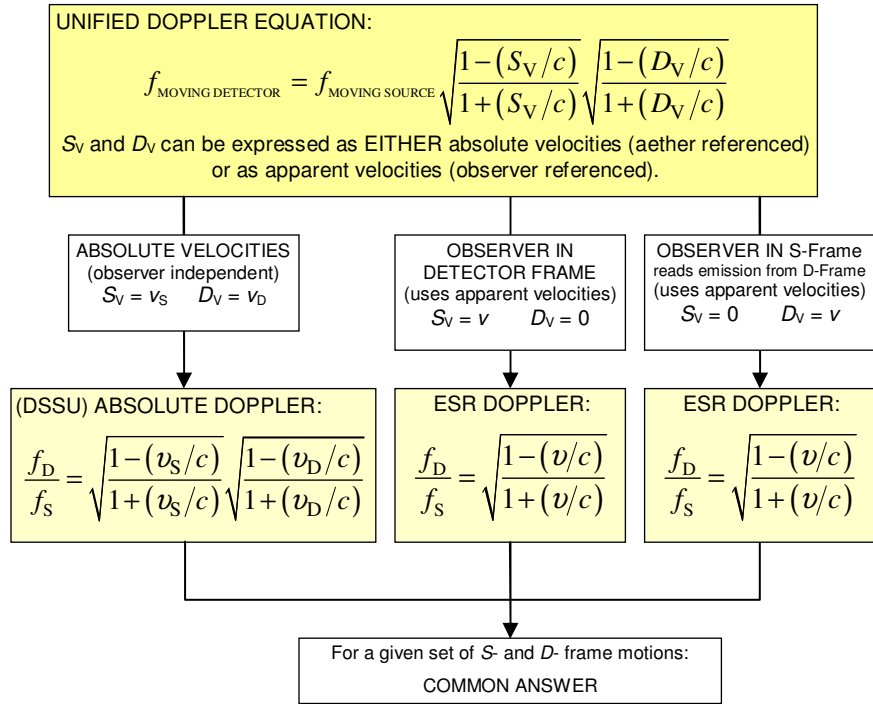 UNIFIED DOPPLER EQUATION:
f_MOVING DETECTOR = f_MOVING SOURCE √((1−(S_V/c))/(1+(S_V/c))) √((1−(D_V/c))/(1+(D_V/c)))
S_V and D_V can be expressed as EITHER absolute velocities (aether referenced)
or as apparent velocities (observer referenced).
ABSOLUTE VELOCITIES
(observer independent)
S_V = v_S D_V = v_D
OBSERVER IN
DETECTOR FRAME
(uses apparent velocities)
S_V = v D_V = 0
OBSERVER IN S-Frame
reads emission from D-Frame
(uses apparent velocities)
S_V = 0 D_V = v
(DSSU) ABSOLUTE DOPPLER:
f_D/f_S = √((1−(υ_S/c))/(1+(υ_S/c))) √((1−(υ_D/c))/(1+(υ_D/c)))
ESR DOPPLER:
f_D/f_S = √((1−(υ/c))/(1+(υ/c)))
ESR DOPPLER:
f_D/f_S = √((1−(υ/c))/(1+(υ/c)))
For a given set of S- and D- frame motions:
COMMON ANSWER